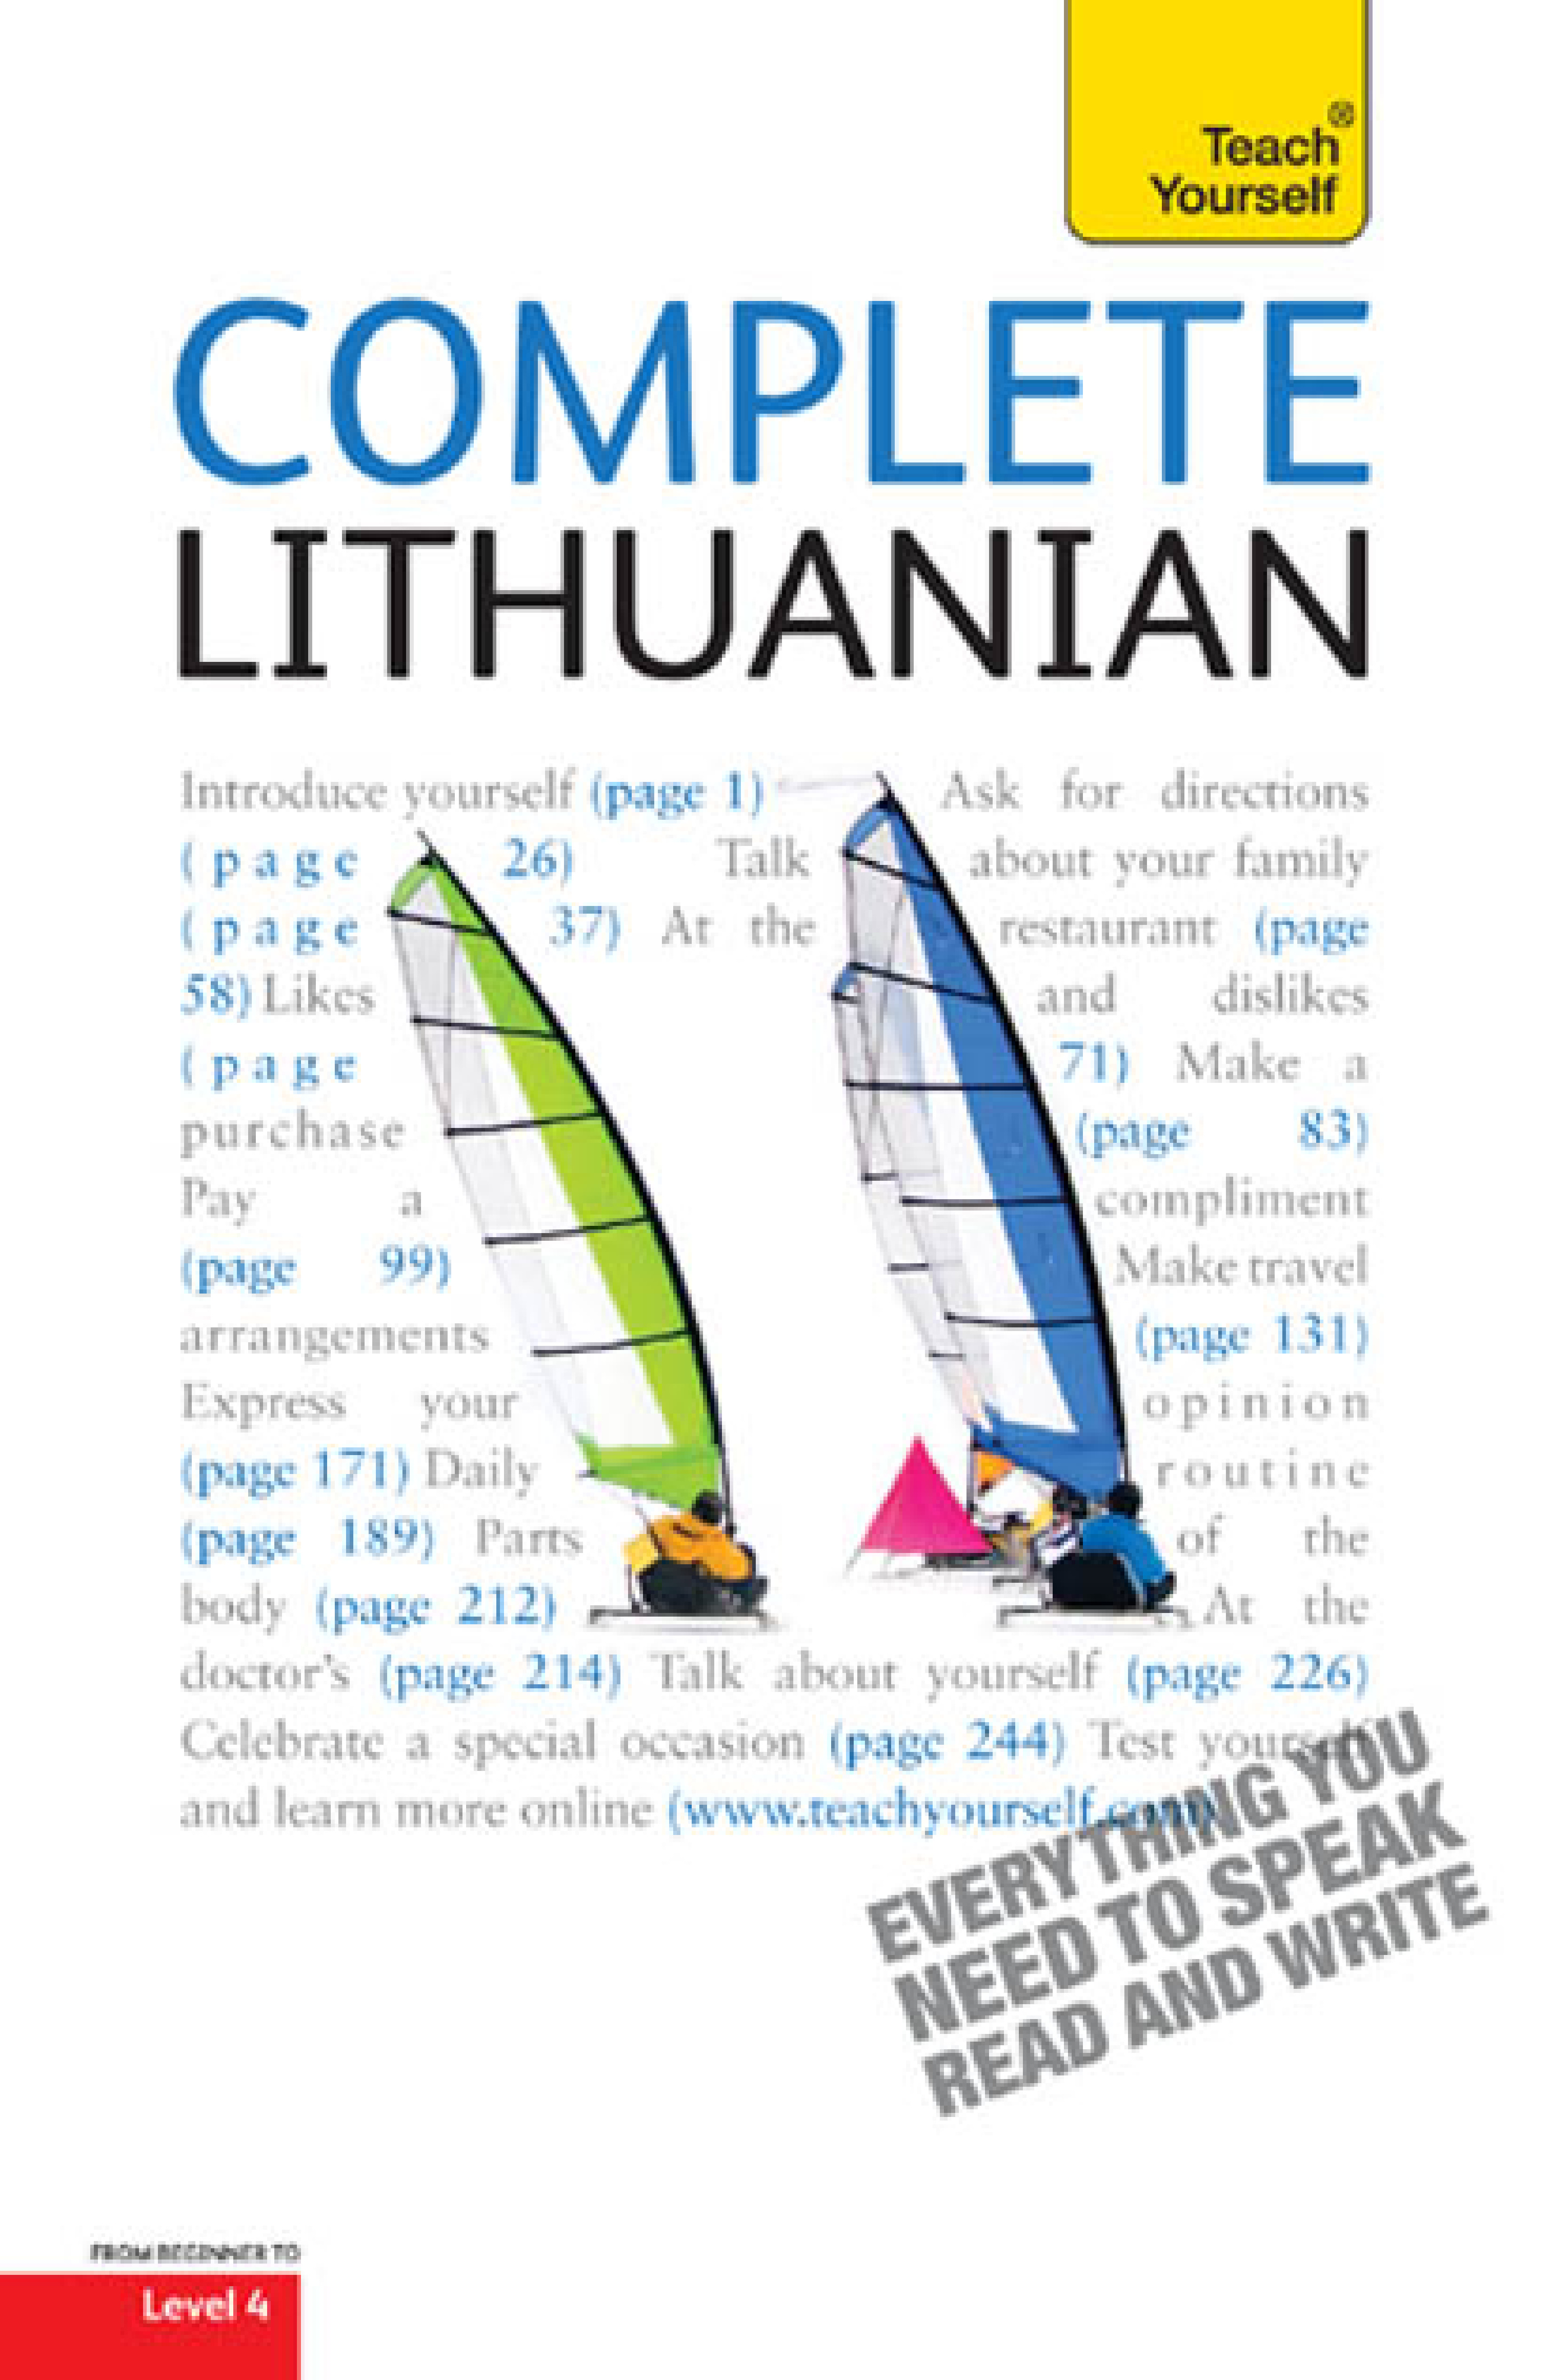 Teach®
Yourself
COMPLETE
LITHUANIAN
Introduce yourself (page 1) Ask for directions
(page 26) Talk about your family
(page 37) At the restaurant (page
58) Likes and dislikes
(page 71) Make a
purchase (page 83)
Pay a compliment
(page 99) Make travel
arrangements (page 131)
Express your opinion
(page 171) Daily routine
(page 189) Parts of the
body (page 212) At the
doctor's (page 214) Talk about yourself (page 226)
Celebrate a special occasion (page 244) Test yourself
and learn more online (www.teachyourself.com)
EVERYTHING YOU
NEED TO SPEAK
READ AND WRITE
FROM BEGINNER TO
Level 4